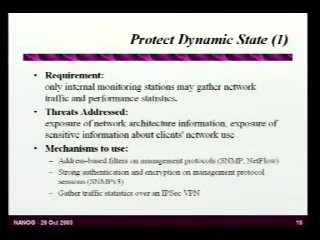 Protect Dynamic State (1)
• Requirement:
only internal monitoring stations may gather network
traffic and performance statistics.
• Threats Addressed:
exposure of network architecture information, exposure of
sensitive information about clients' network use
• Mechanisms to use:
– Address-based filters on management protocols (SNMP, NetFlow)
– Strong authentication and encryption on management protocol
sessions (SNMPv3)
– Gather traffic statistics over an IPSec VPN
NANOG - 20 Oct 2003